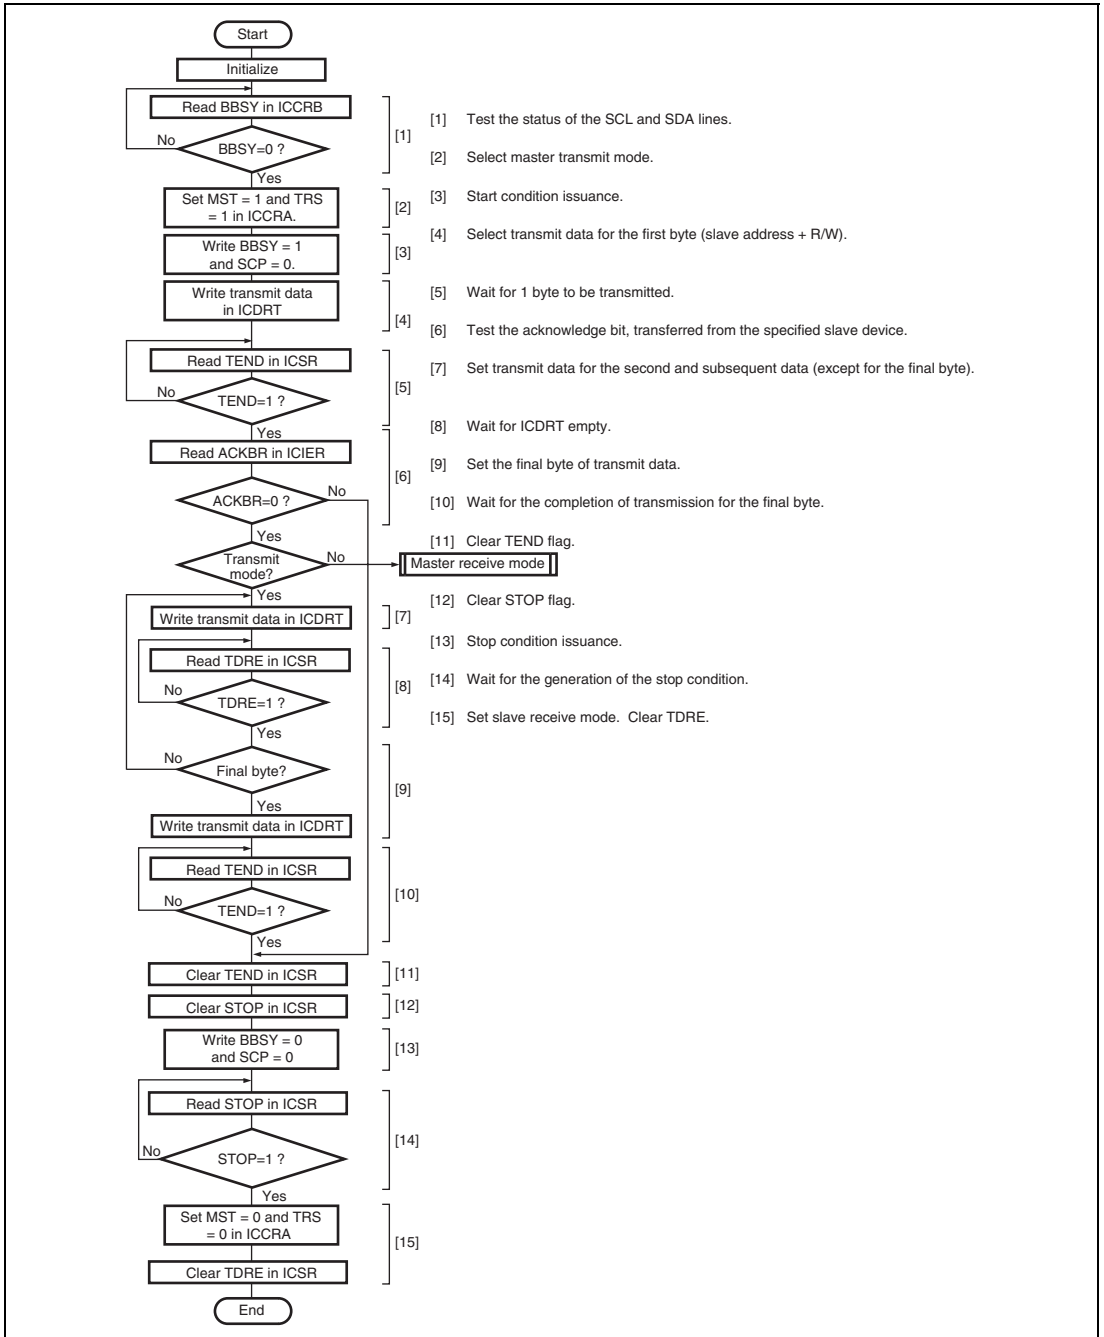 Start
Initialize
Read BBSY in ICCRB
No
BBSY=0 ?
[1]
Yes
Set MST = 1 and TRS
= 1 in ICCRA.
[2]
Write BBSY = 1
and SCP = 0.
[3]
Write transmit data
in ICDRT
[4]
Read TEND in ICSR
No
TEND=1 ?
[5]
Yes
Read ACKBR in ICIER
[6]
ACKBR=0 ?
No
Yes
Transmit
mode?
No
Master receive mode
Yes
Write transmit data in ICDRT
[7]
Read TDRE in ICSR
No
TDRE=1 ?
[8]
Yes
No
Final byte?
[9]
Yes
Write transmit data in ICDRT
Read TEND in ICSR
No
TEND=1 ?
[10]
Yes
Clear TEND in ICSR
[11]
Clear STOP in ICSR
[12]
Write BBSY = 0
and SCP = 0
[13]
Read STOP in ICSR
No
STOP=1 ?
[14]
Yes
Set MST = 0 and TRS
= 0 in ICCRA
[15]
Clear TDRE in ICSR
End
[1] Test the status of the SCL and SDA lines.
[2] Select master transmit mode.
[3] Start condition issuance.
[4] Select transmit data for the first byte (slave address + R/W).
[5] Wait for 1 byte to be transmitted.
[6] Test the acknowledge bit, transferred from the specified slave device.
[7] Set transmit data for the second and subsequent data (except for the final byte).
[8] Wait for ICDRT empty.
[9] Set the final byte of transmit data.
[10] Wait for the completion of transmission for the final byte.
[11] Clear TEND flag.
[12] Clear STOP flag.
[13] Stop condition issuance.
[14] Wait for the generation of the stop condition.
[15] Set slave receive mode. Clear TDRE.